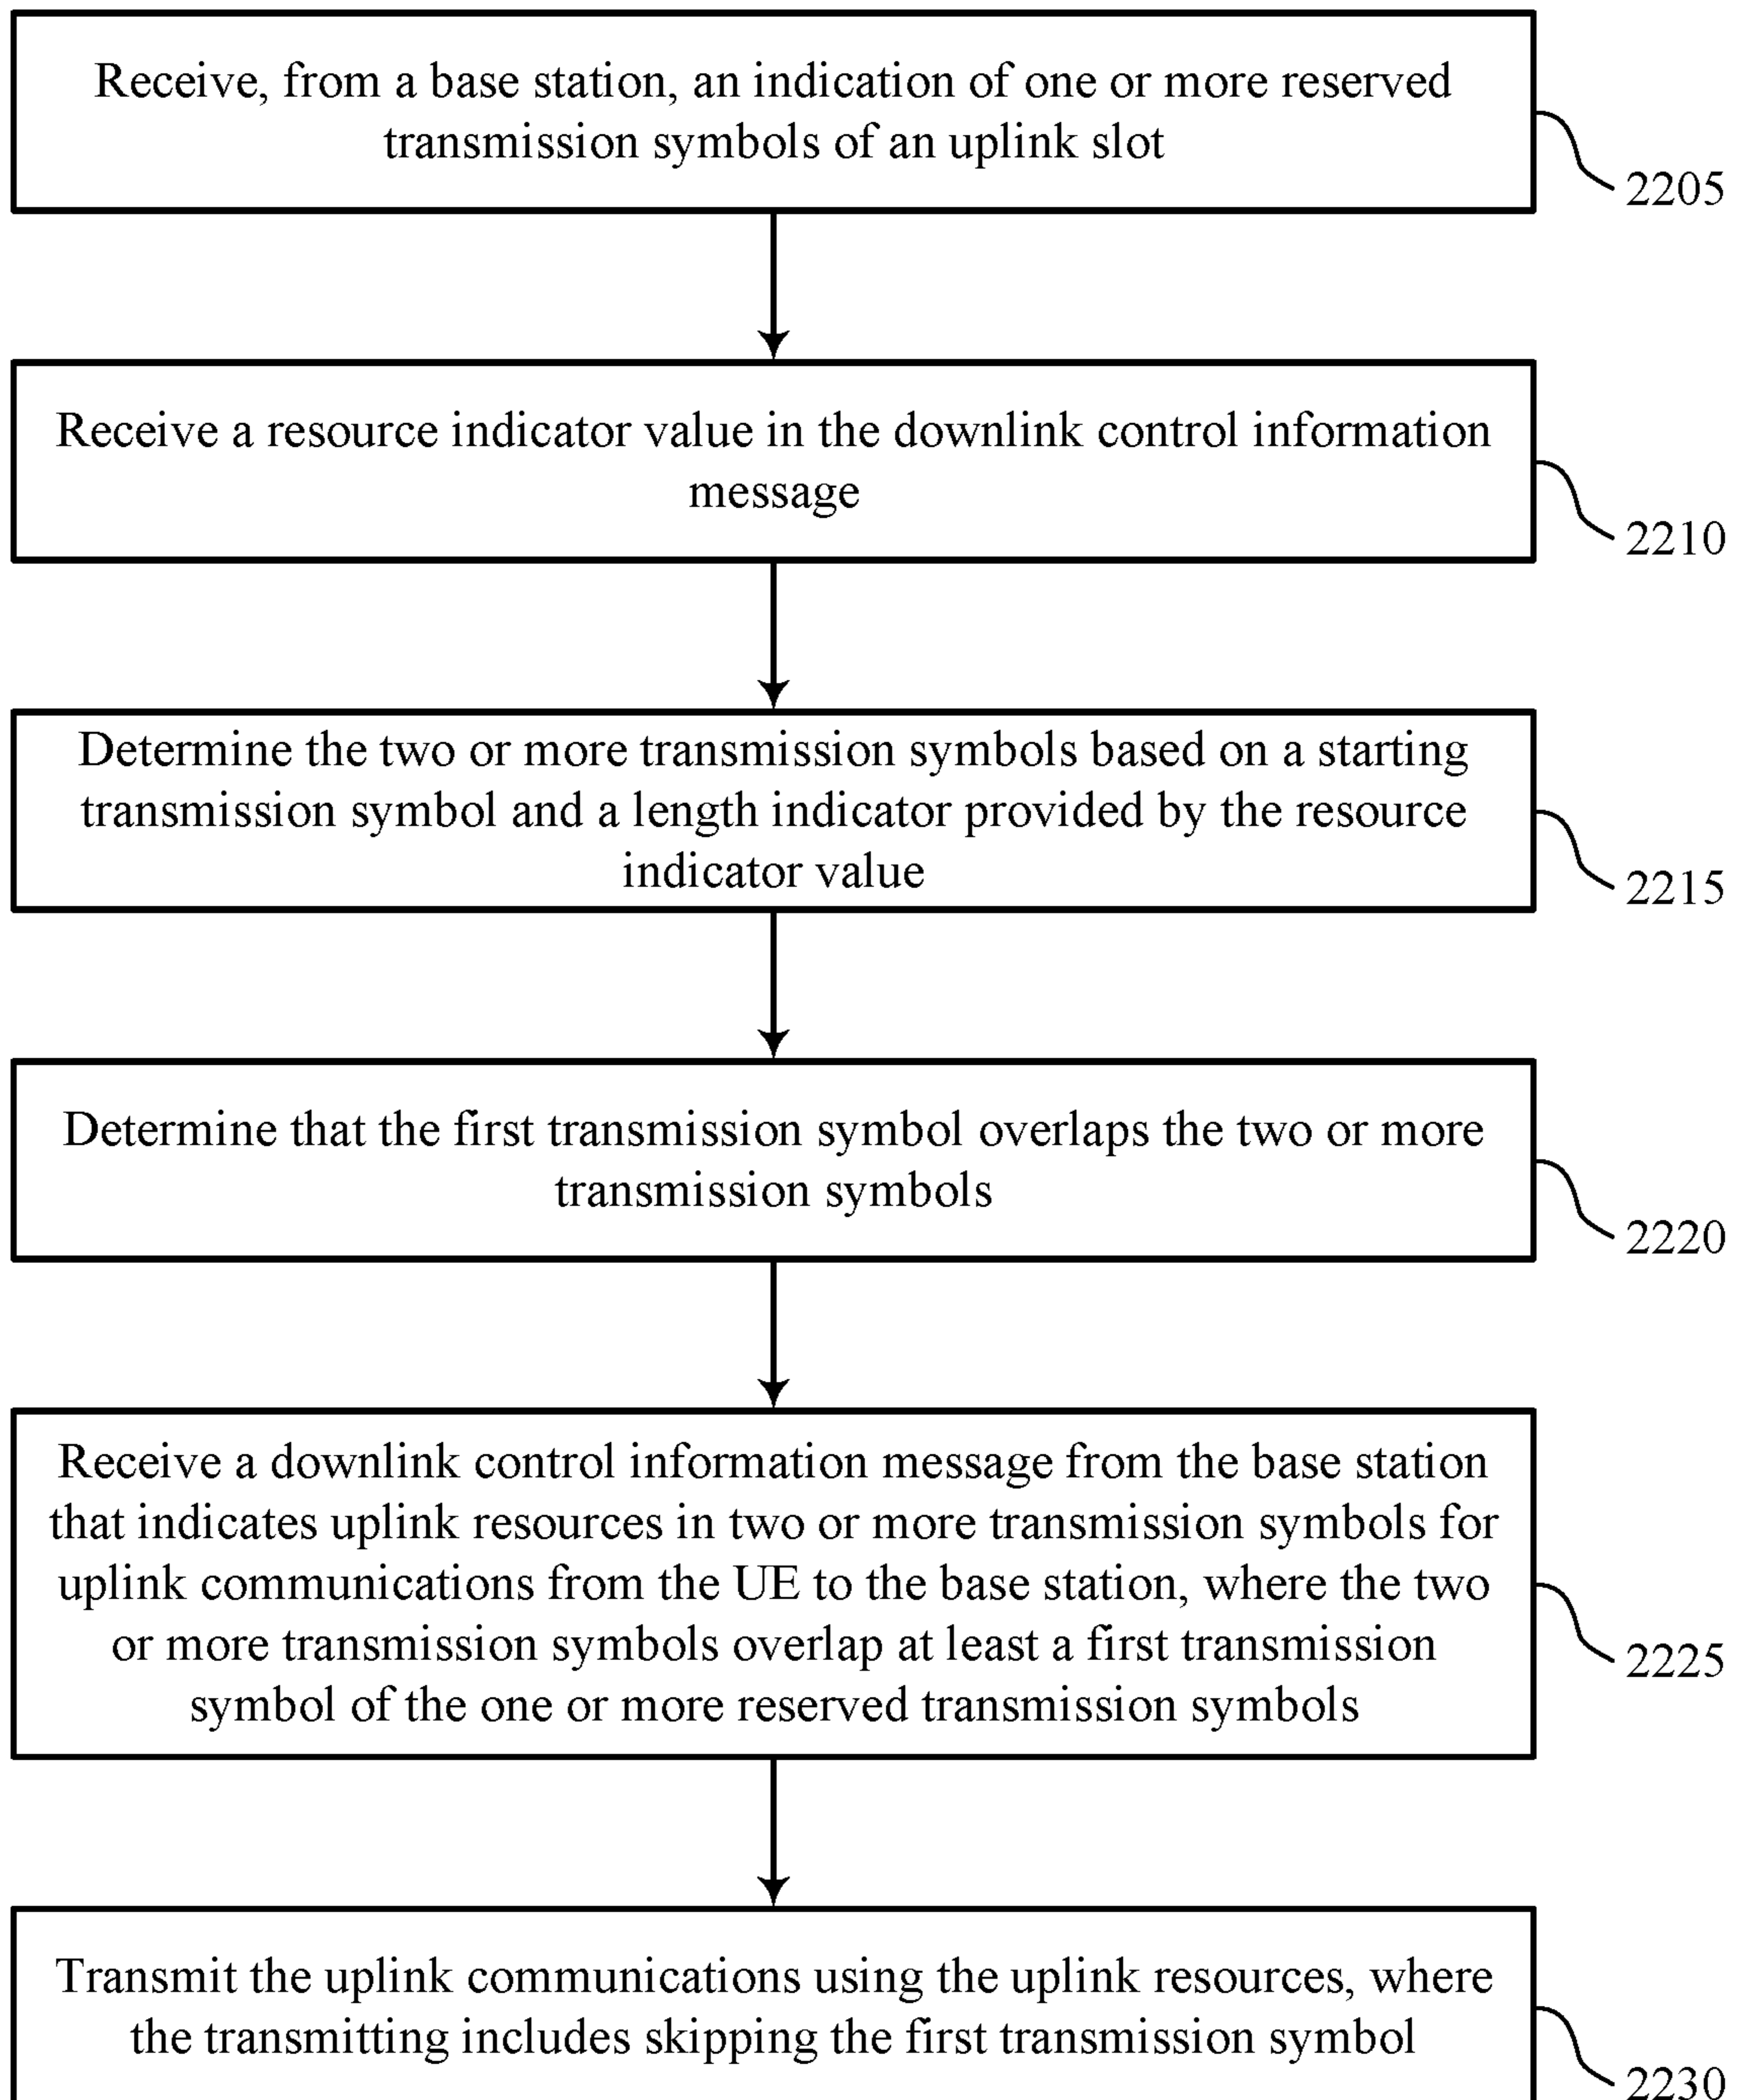 Receive, from a base station, an indication of one or more reserved
transmission symbols of an uplink slot
2205
Receive a resource indicator value in the downlink control information
message
2210
Determine the two or more transmission symbols based on a starting
transmission symbol and a length indicator provided by the resource
indicator value
2215
Determine that the first transmission symbol overlaps the two or more
transmission symbols
2220
Receive a downlink control information message from the base station
that indicates uplink resources in two or more transmission symbols for
uplink communications from the UE to the base station, where the two
or more transmission symbols overlap at least a first transmission
symbol of the one or more reserved transmission symbols
2225
Transmit the uplink communications using the uplink resources, where
the transmitting includes skipping the first transmission symbol
2230